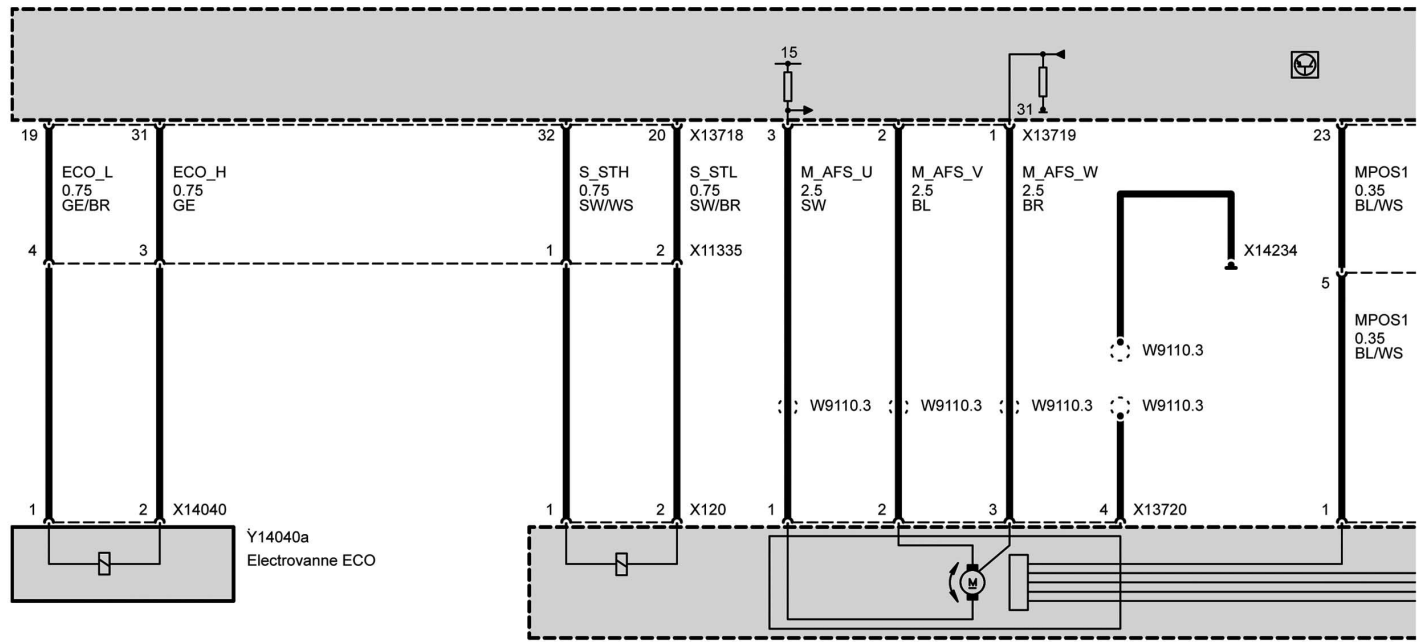 15
31
19
31
32
20
X13718
3
2
1
X13719
23
ECO_L
0.75
GE/BR
ECO_H
0.75
GE
S_STH
0.75
SW/WS
S_STL
0.75
SW/BR
M_AFS_U
2.5
SW
M_AFS_V
2.5
BL
M_AFS_W
2.5
BR
MPOS1
0.35
BL/WS
4
3
1
2
X11335
X14234
5
MPOS1
0.35
BL/WS
W9110.3
W9110.3
W9110.3
W9110.3
W9110.3
1
2
X14040
1
2
X120
1
2
3
4
X13720
1
Ẏ14040a
Electrovanne ECO
M